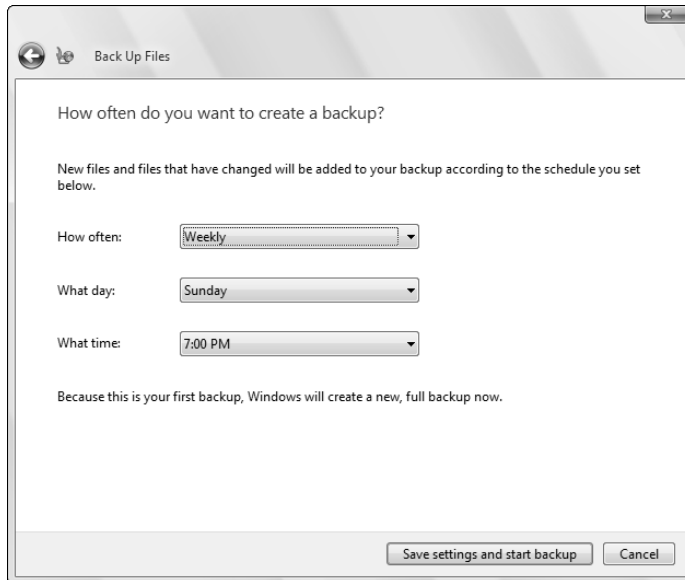 Back Up Files
How often do you want to create a backup?
New files and files that have changed will be added to your backup according to the schedule you set
below.
How often: Weekly
What day: Sunday
What time: 7:00 PM
Because this is your first backup, Windows will create a new, full backup now.
Save settings and start backup Cancel